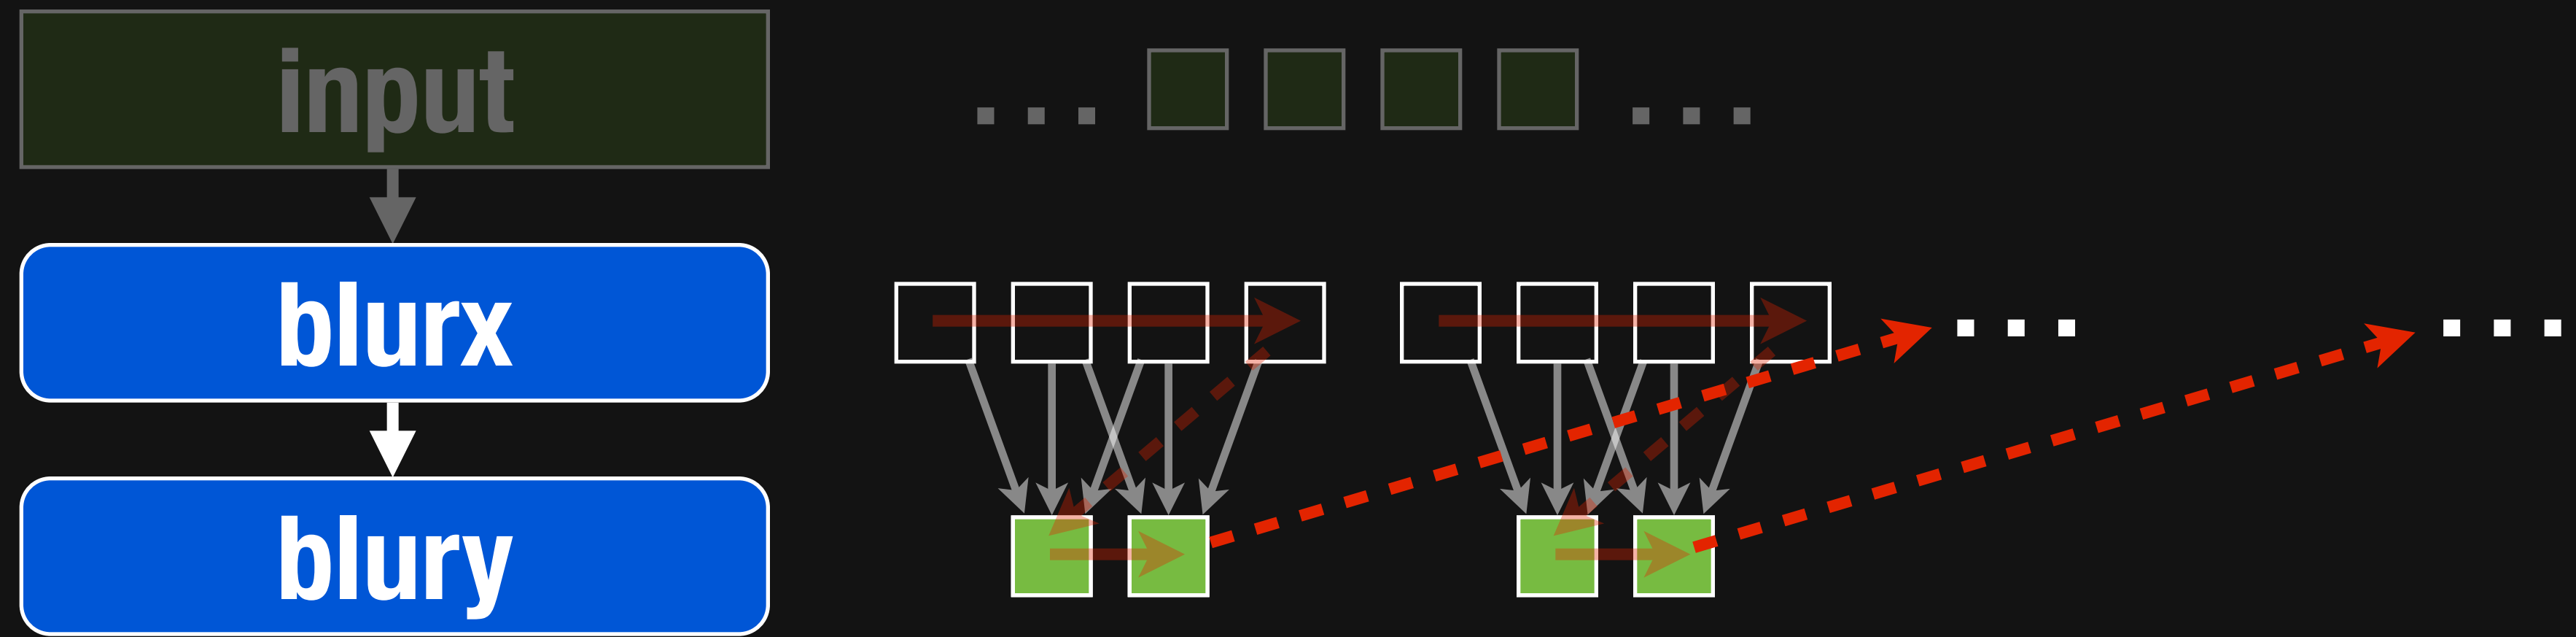 input
. . .
. . .
blurx
. . .
. . .
blury